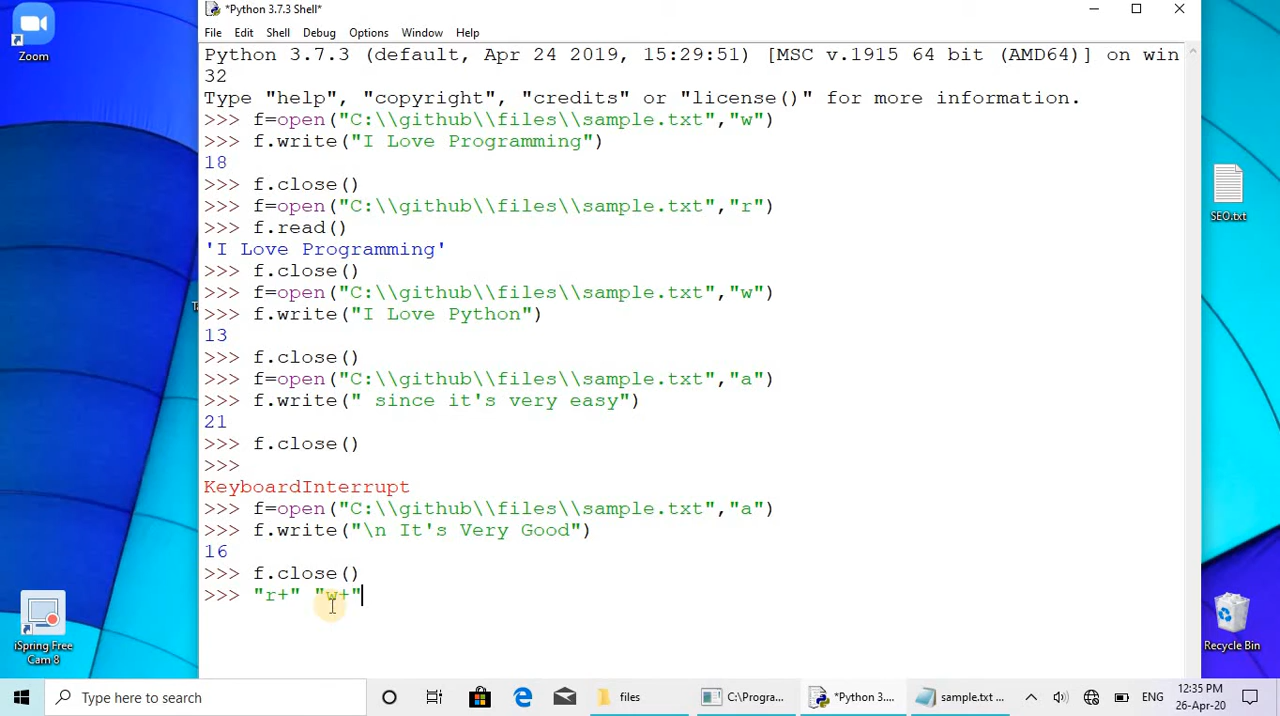 *Python 3.7.3 Shell*
File Edit Shell Debug Options Window Help
Zoom
Python 3.7.3 (default, Apr 24 2019, 15:29:51) [MSC v.1915 64 bit (AMD64)] on win
32
Type "help", "copyright", "credits" or "license()" for more information.
>>> f=open("C:\\github\\files\\sample.txt","w")
>>> f.write("I Love Programming")
18
>>> f.close()
>>> f=open("C:\\github\\files\\sample.txt","r")
>>> f.read()
'I Love Programming'
>>> f.close()
>>> f=open("C:\\github\\files\\sample.txt","w")
>>> f.write("I Love Python")
13
>>> f.close()
>>> f=open("C:\\github\\files\\sample.txt","a")
>>> f.write(" since it's very easy")
21
>>> f.close()
>>>
KeyboardInterrupt
>>> f=open("C:\\github\\files\\sample.txt","a")
>>> f.write("\n It's Very Good")
16
>>> f.close()
>>> "r+" "w+"
SEO.txt
iSpring Free
Cam 8
Recycle Bin
Type here to search
files
C:\Progra...
*Python 3....
sample.txt ...
ENG
12:35 PM
26-Apr-20